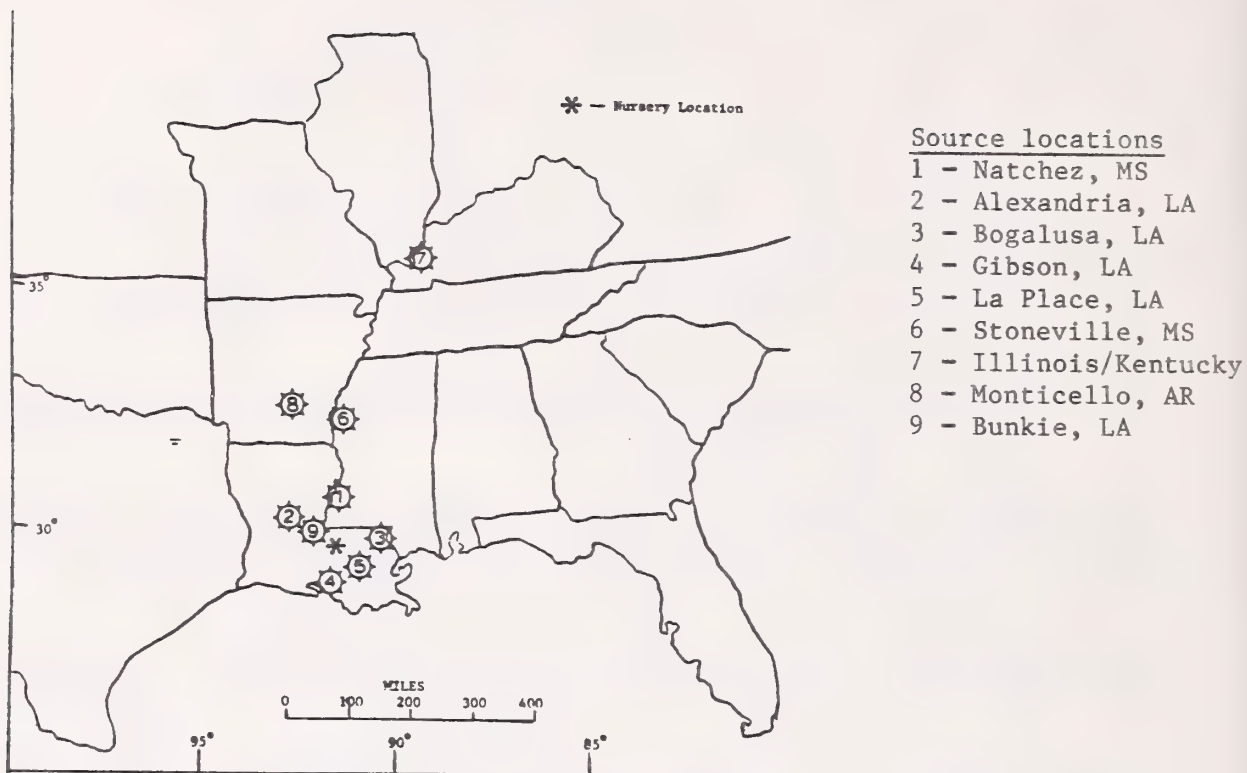 ✳ — Nursery Location
Source locations
1 - Natchez, MS
2 - Alexandria, LA
3 - Bogalusa, LA
4 - Gibson, LA
5 - La Place, LA
6 - Stoneville, MS
7 - Illinois/Kentucky
8 - Monticello, AR
9 - Bunkie, LA
7
35°
8
6
1
30°
2
9
3
5
4
MILES
0 100 200 300 400
95° 90° 85°